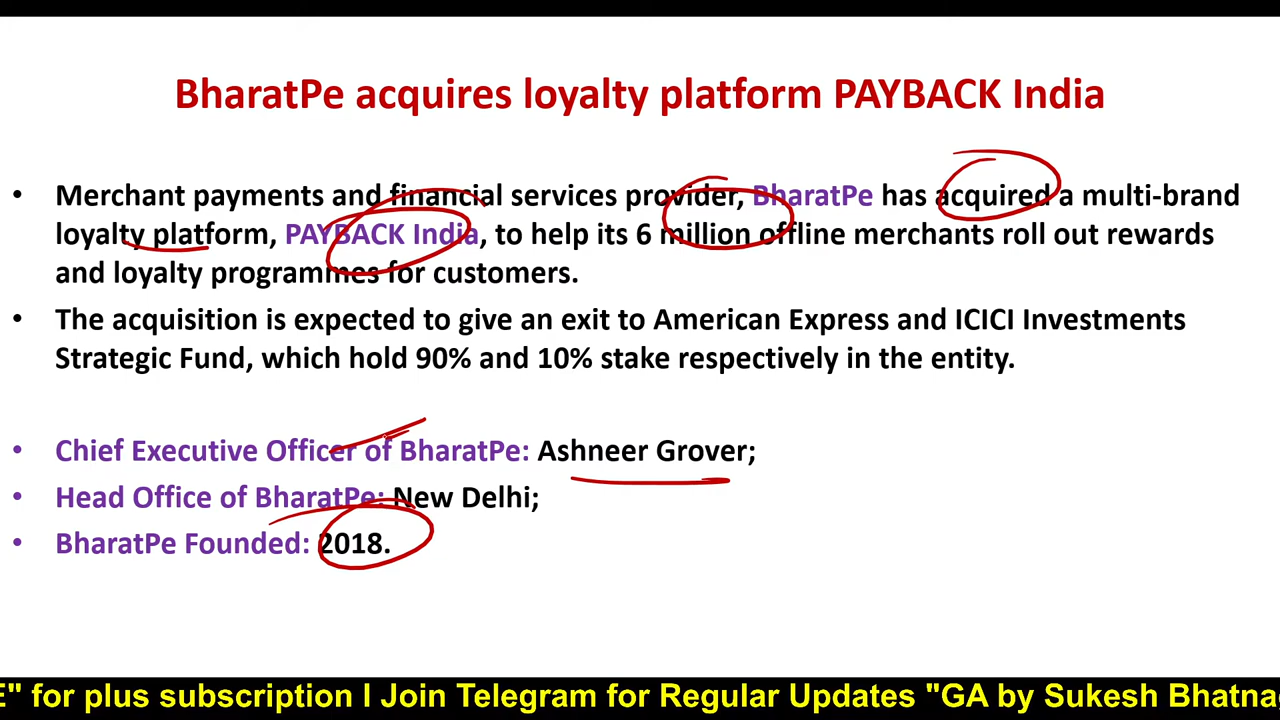 BharatPe acquires loyalty platform PAYBACK India
• Merchant payments and financial services provider, BharatPe has acquired a multi-brand
loyalty platform, PAYBACK India, to help its 6 million offline merchants roll out rewards
and loyalty programmes for customers.
• The acquisition is expected to give an exit to American Express and ICICI Investments
Strategic Fund, which hold 90% and 10% stake respectively in the entity.
• Chief Executive Officer of BharatPe: Ashneer Grover;
• Head Office of BharatPe: New Delhi;
• BharatPe Founded: 2018.
E" for plus subscription I Join Telegram for Regular Updates "GA by Sukesh Bhatna